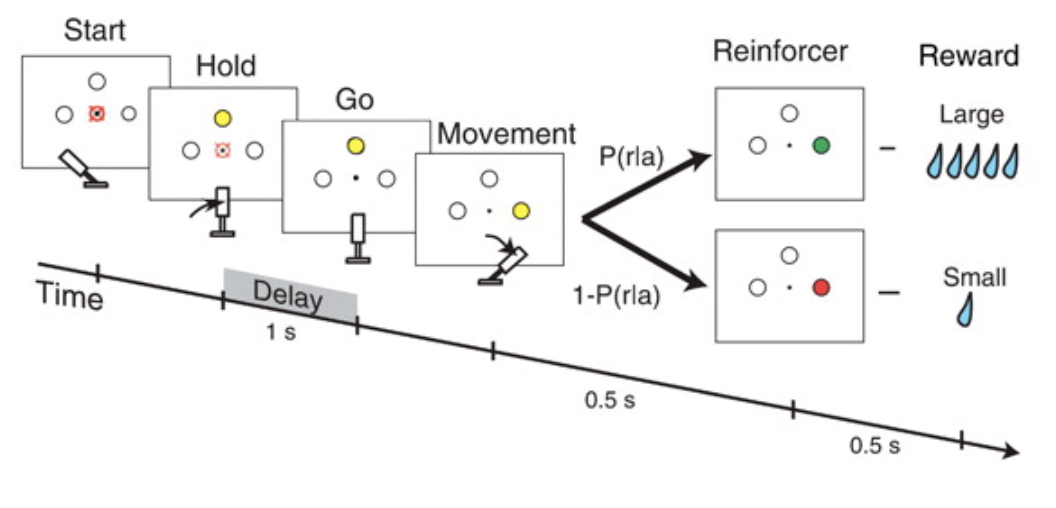 Start
Hold
Go
Movement
Reinforcer
Reward
P(r|a)
Large
1-P(r|a)
Small
Time
Delay
1 s
0.5 s
0.5 s